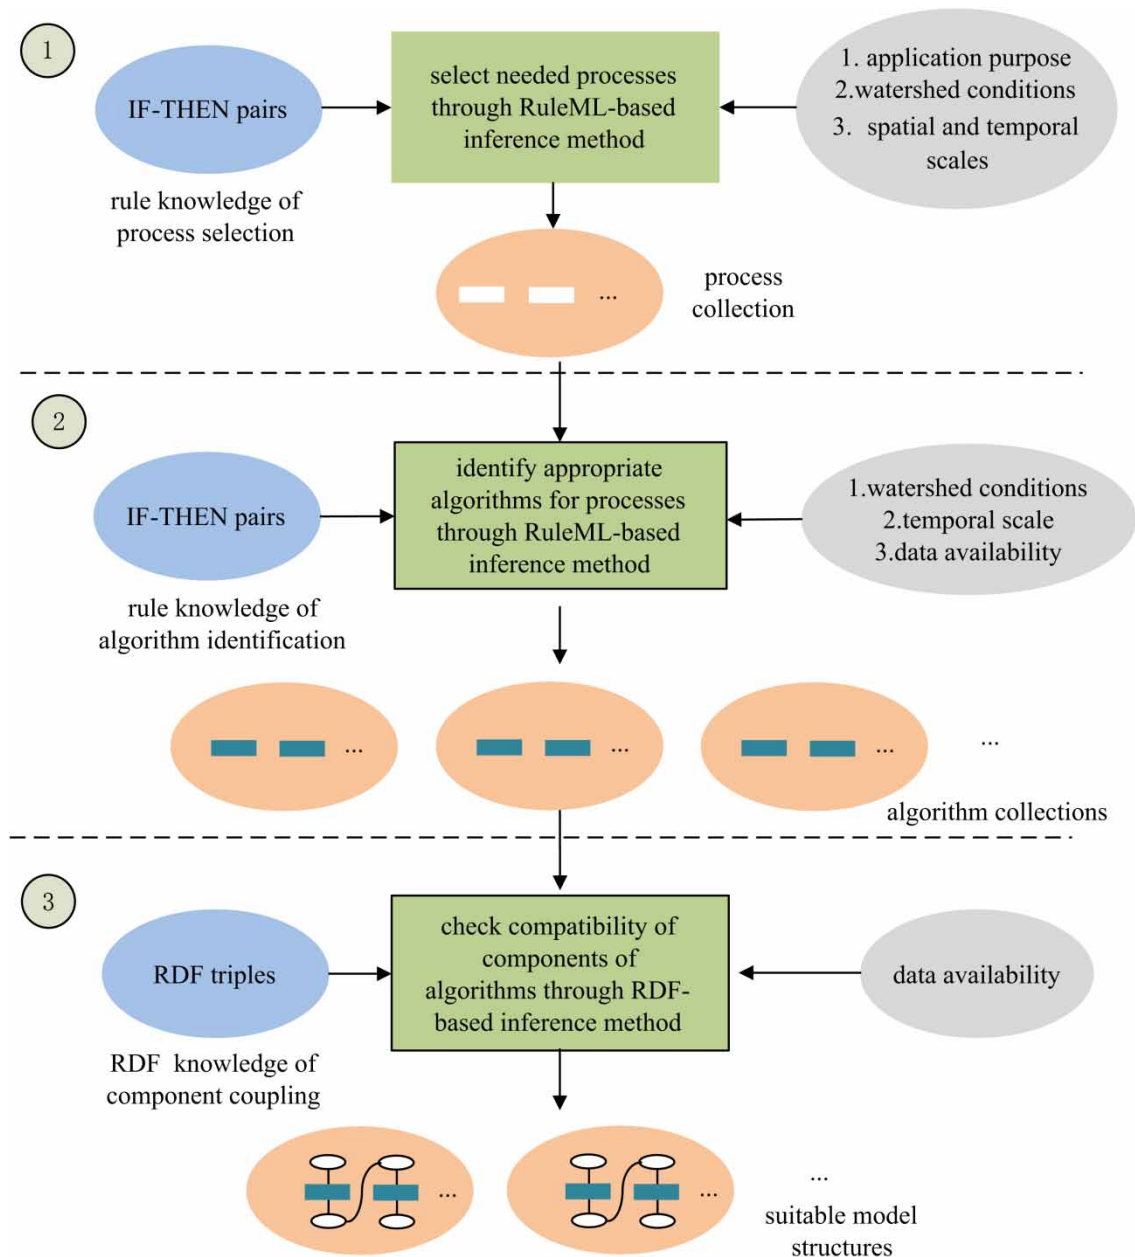 1
IF-THEN pairs
rule knowledge of
process selection
select needed processes
through RuleML-based
inference method
1. application purpose
2.watershed conditions
3. spatial and temporal
scales
...
process
collection
2
IF-THEN pairs
rule knowledge of
algorithm identification
identify appropriate
algorithms for processes
through RuleML-based
inference method
1.watershed conditions
2.temporal scale
3.data availability
...
...
...
...
algorithm collections
3
RDF triples
RDF knowledge of
component coupling
check compatibility of
components of
algorithms through RDF-
based inference method
data availability
...
...
...
suitable model
structures